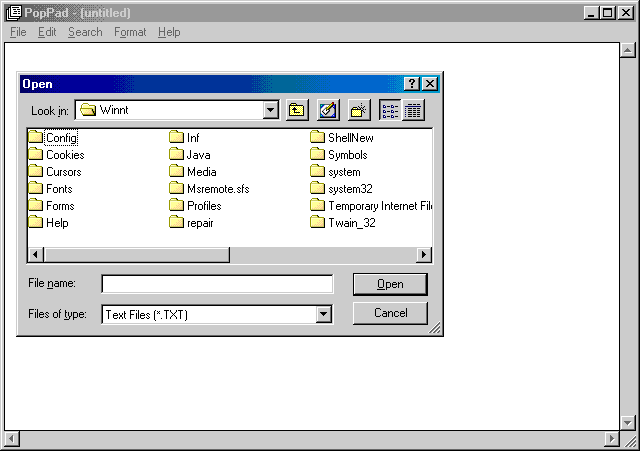 PopPad - [untitled]
File Edit Search Format Help
Open
Look in: Winnt
Config Inf ShellNew
Cookies Java Symbols
Cursors Media system
Fonts Msremote.sfs system32
Forms Profiles Temporary Internet Fil
Help repair Twain_32
File name: Open
Files of type: Text Files (*.TXT) Cancel